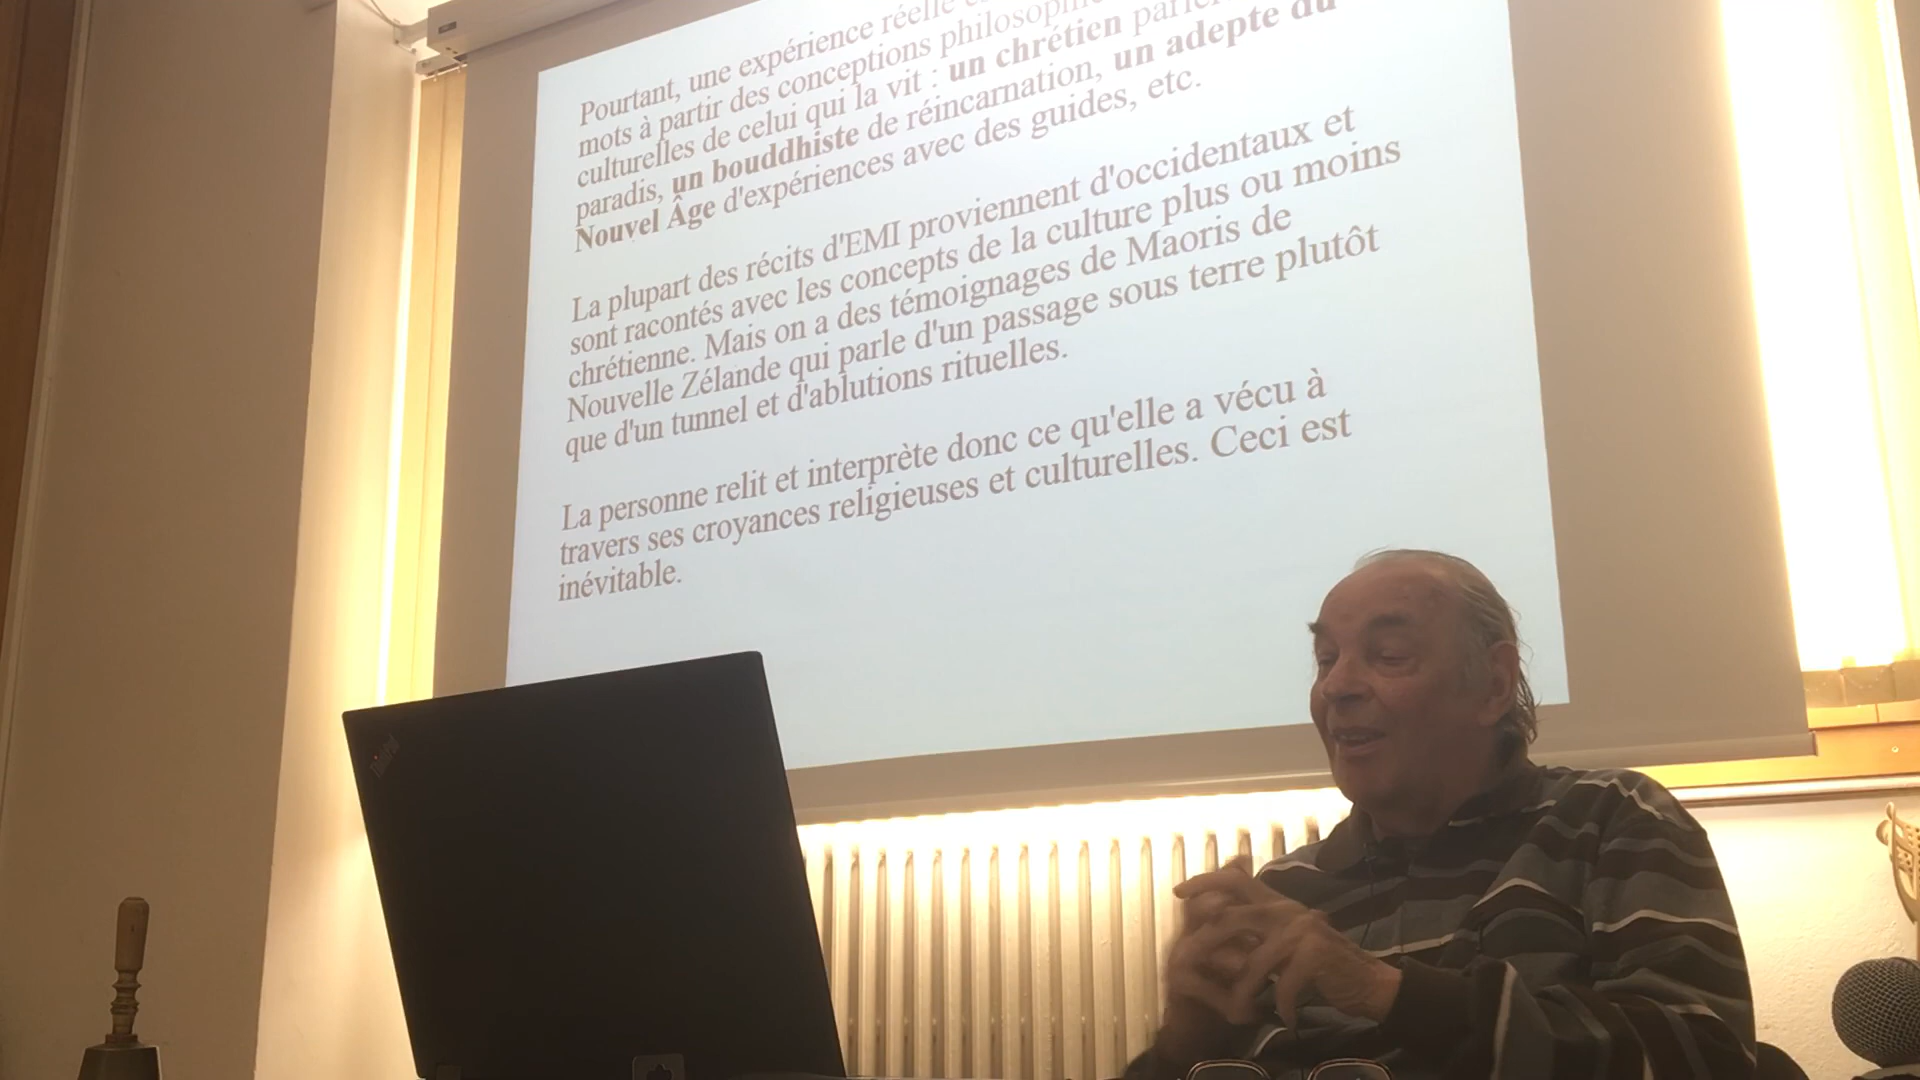 Pourtant, une expérience réelle
mots à partir des conceptions
culturelles de celui qui la vit : un chrétien
paradis, un bouddhiste de réincarnation, un adepte du
Nouvel Âge d'expériences avec des guides, etc.
La plupart des récits d'EMI proviennent d'occidentaux et
sont racontés avec les concepts de la culture plus ou moins
chrétienne. Mais on a des témoignages de Maoris de
Nouvelle Zélande qui parle d'un passage sous terre plutôt
que d'un tunnel et d'ablutions rituelles.
La personne relit et interprète donc ce qu'elle a vécu à
travers ses croyances religieuses et culturelles. Ceci est
inévitable.
ThinkPad